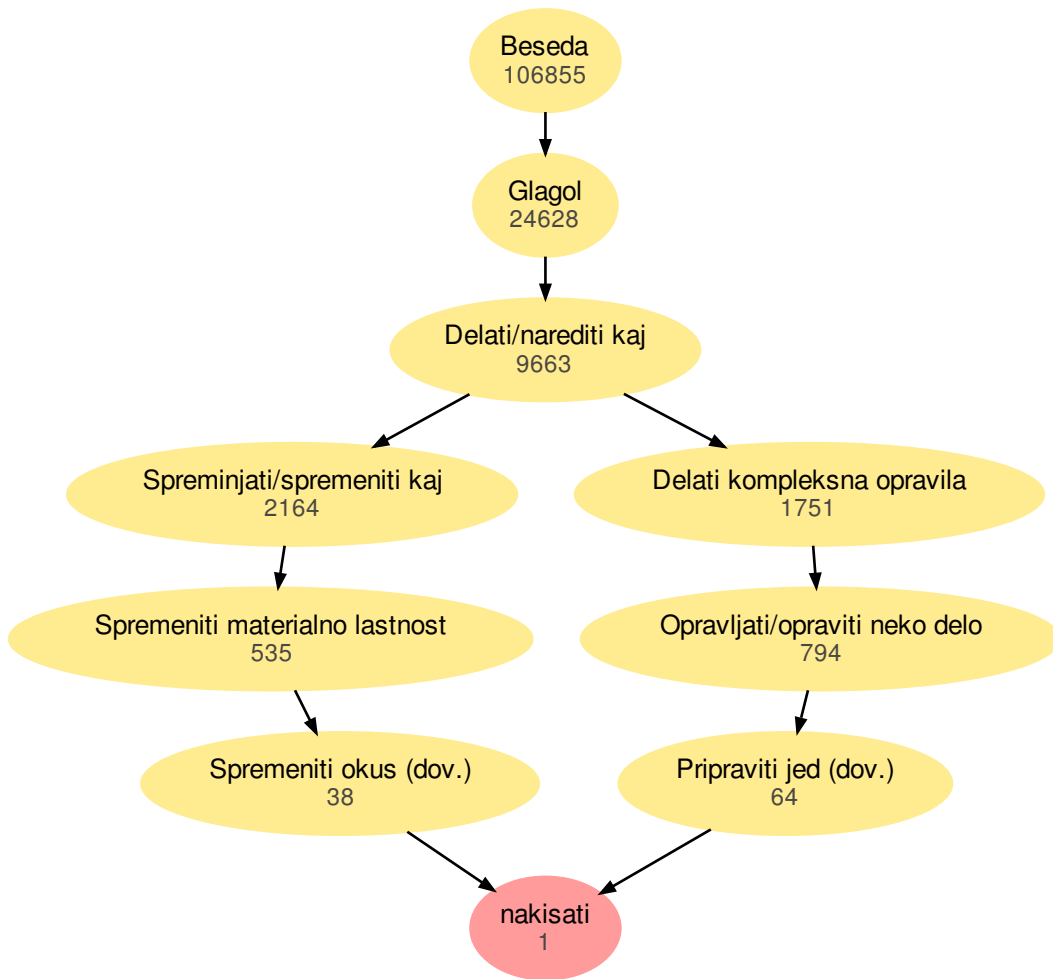 Beseda
106855
Glagol
24628
Delati/narediti kaj
9663
Spreminjati/spremeniti kaj
2164
Delati kompleksna opravila
1751
Spremeniti materialno lastnost
535
Opravljati/opraviti neko delo
794
Spremeniti okus (dov.)
38
Pripraviti jed (dov.)
64
nakisati
1